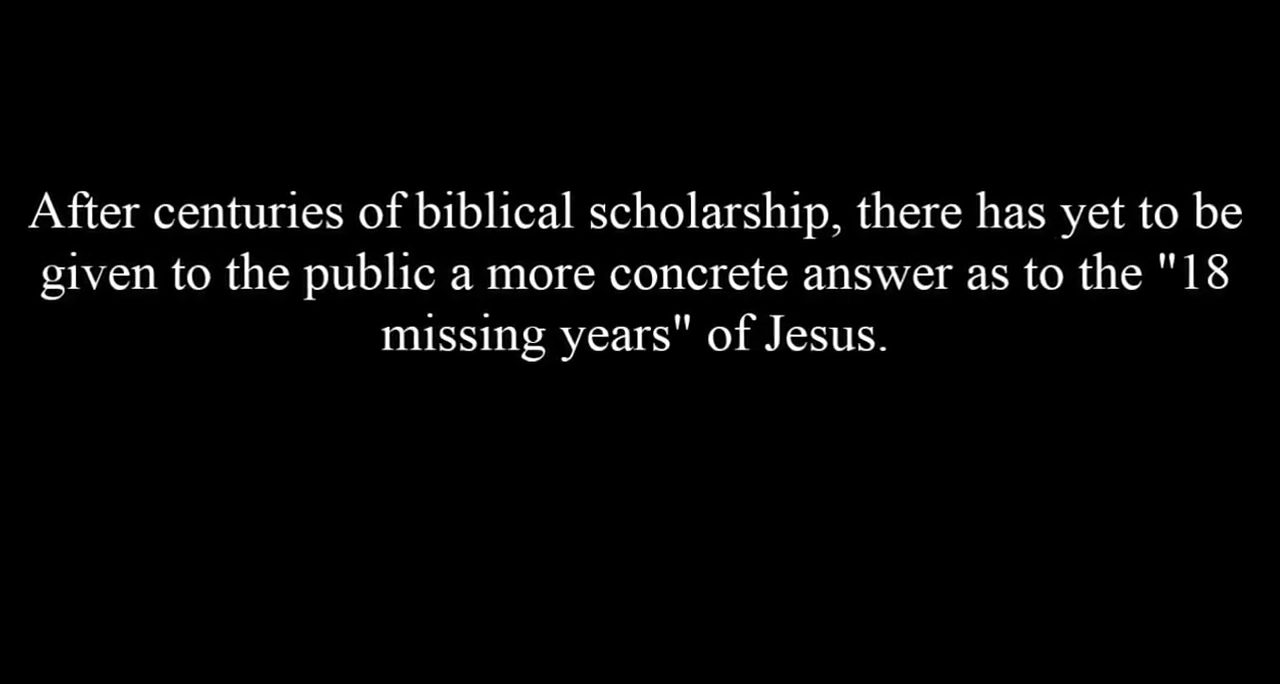 After centuries of biblical scholarship, there has yet to be
given to the public a more concrete answer as to the "18
missing years" of Jesus.